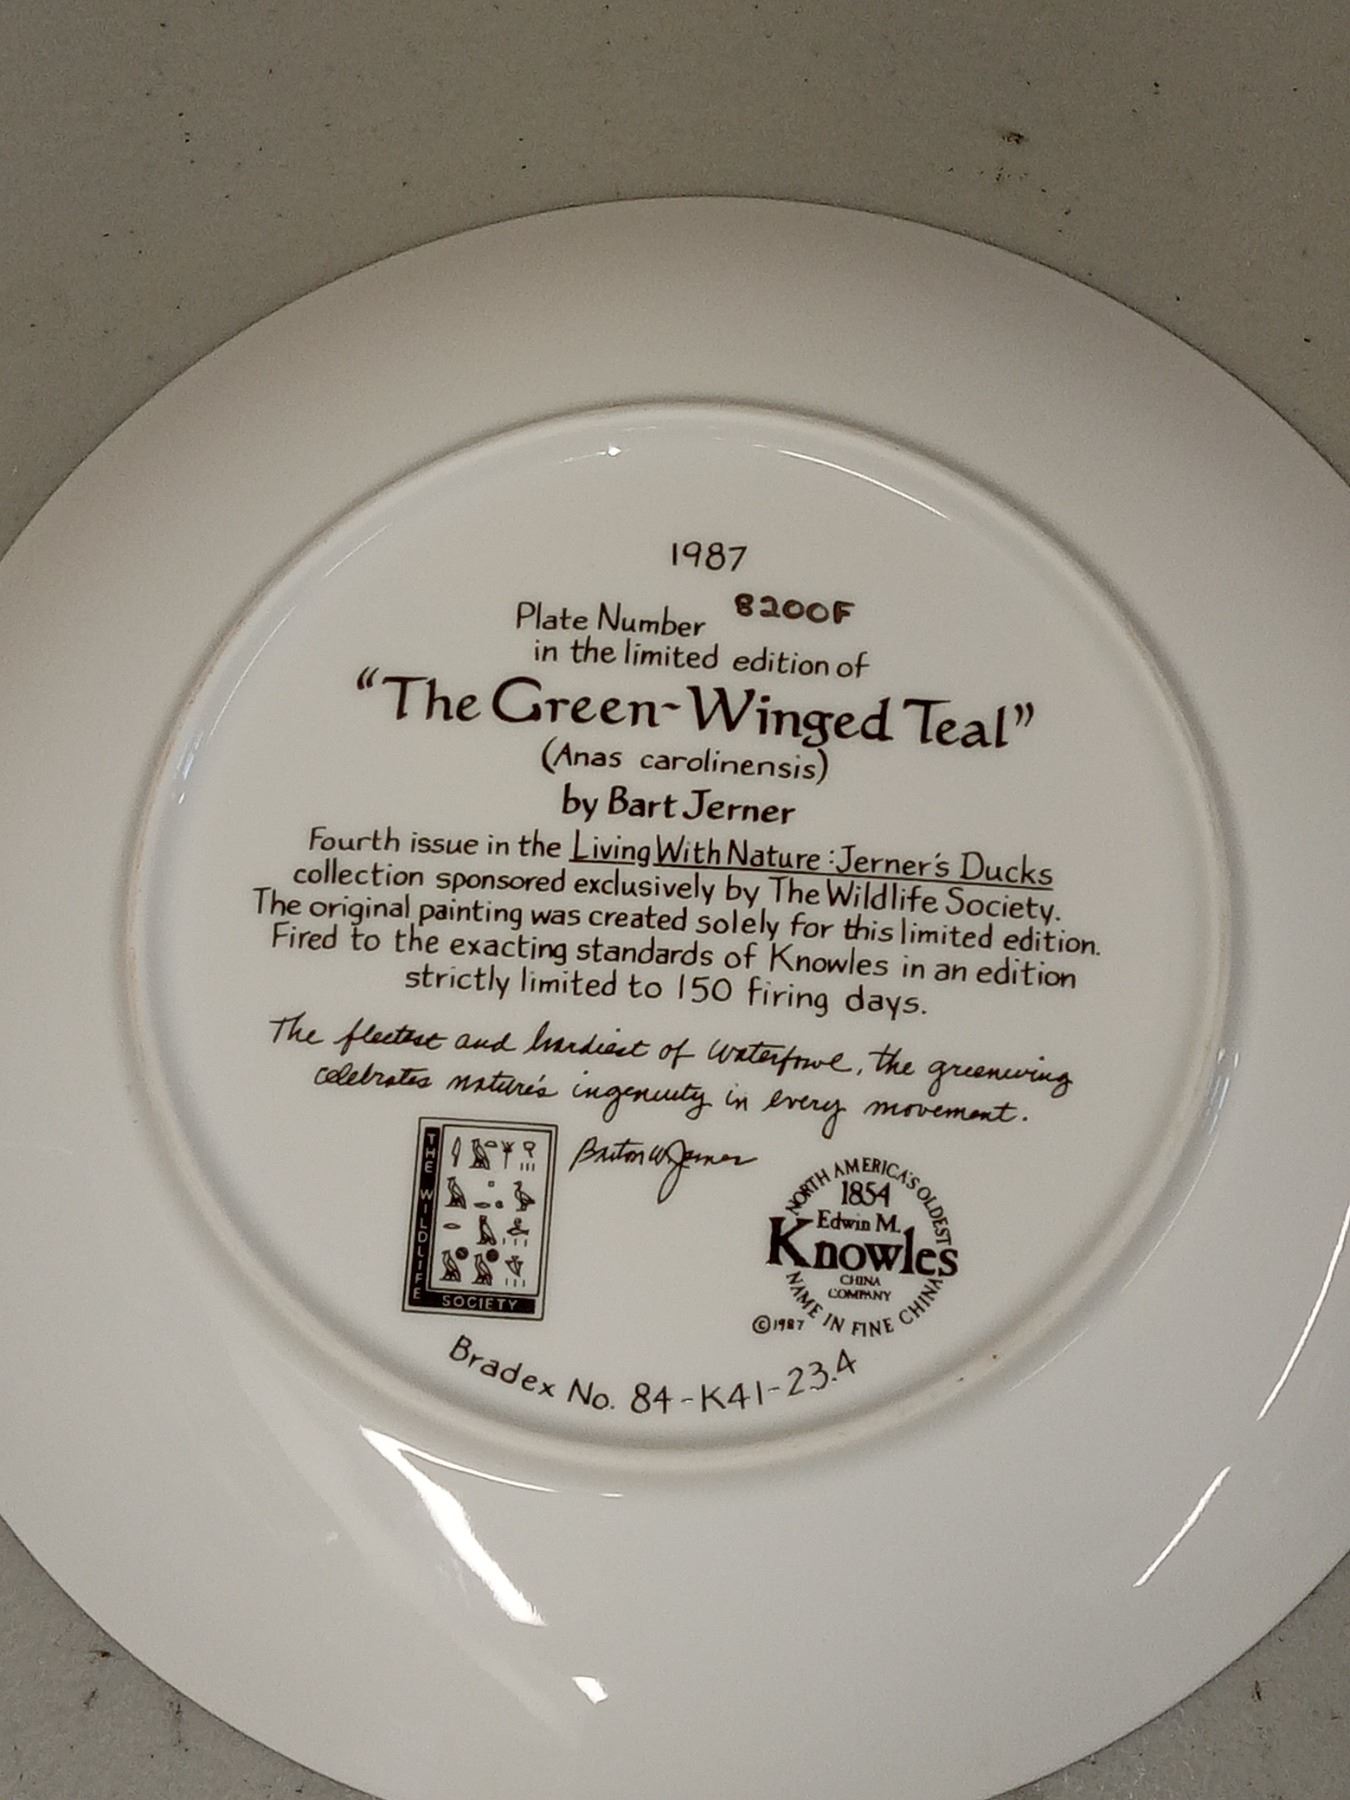 1987
Plate Number 8200F
in the limited edition of
“The Green-Winged Teal”
(Anas carolinensis)
by Bart Jerner
Fourth issue in the Living With Nature: Jerner's Ducks
collection sponsored exclusively by The Wildlife Society.
The original painting was created solely for this limited edition.
Fired to the exacting standards of Knowles in an edition
strictly limited to 150 firing days.
The fleetest and hardiest of waterfowl, the greenwing
celebrates nature's ingenuity in every movement.
Barton W. Jerner
THE WILDLIFE
SOCIETY
NORTH AMERICA'S OLDEST
1854
Edwin M.
Knowles
CHINA
COMPANY
NAME IN FINE CHINA
©1987
Bradex No. 84-K41-23.4